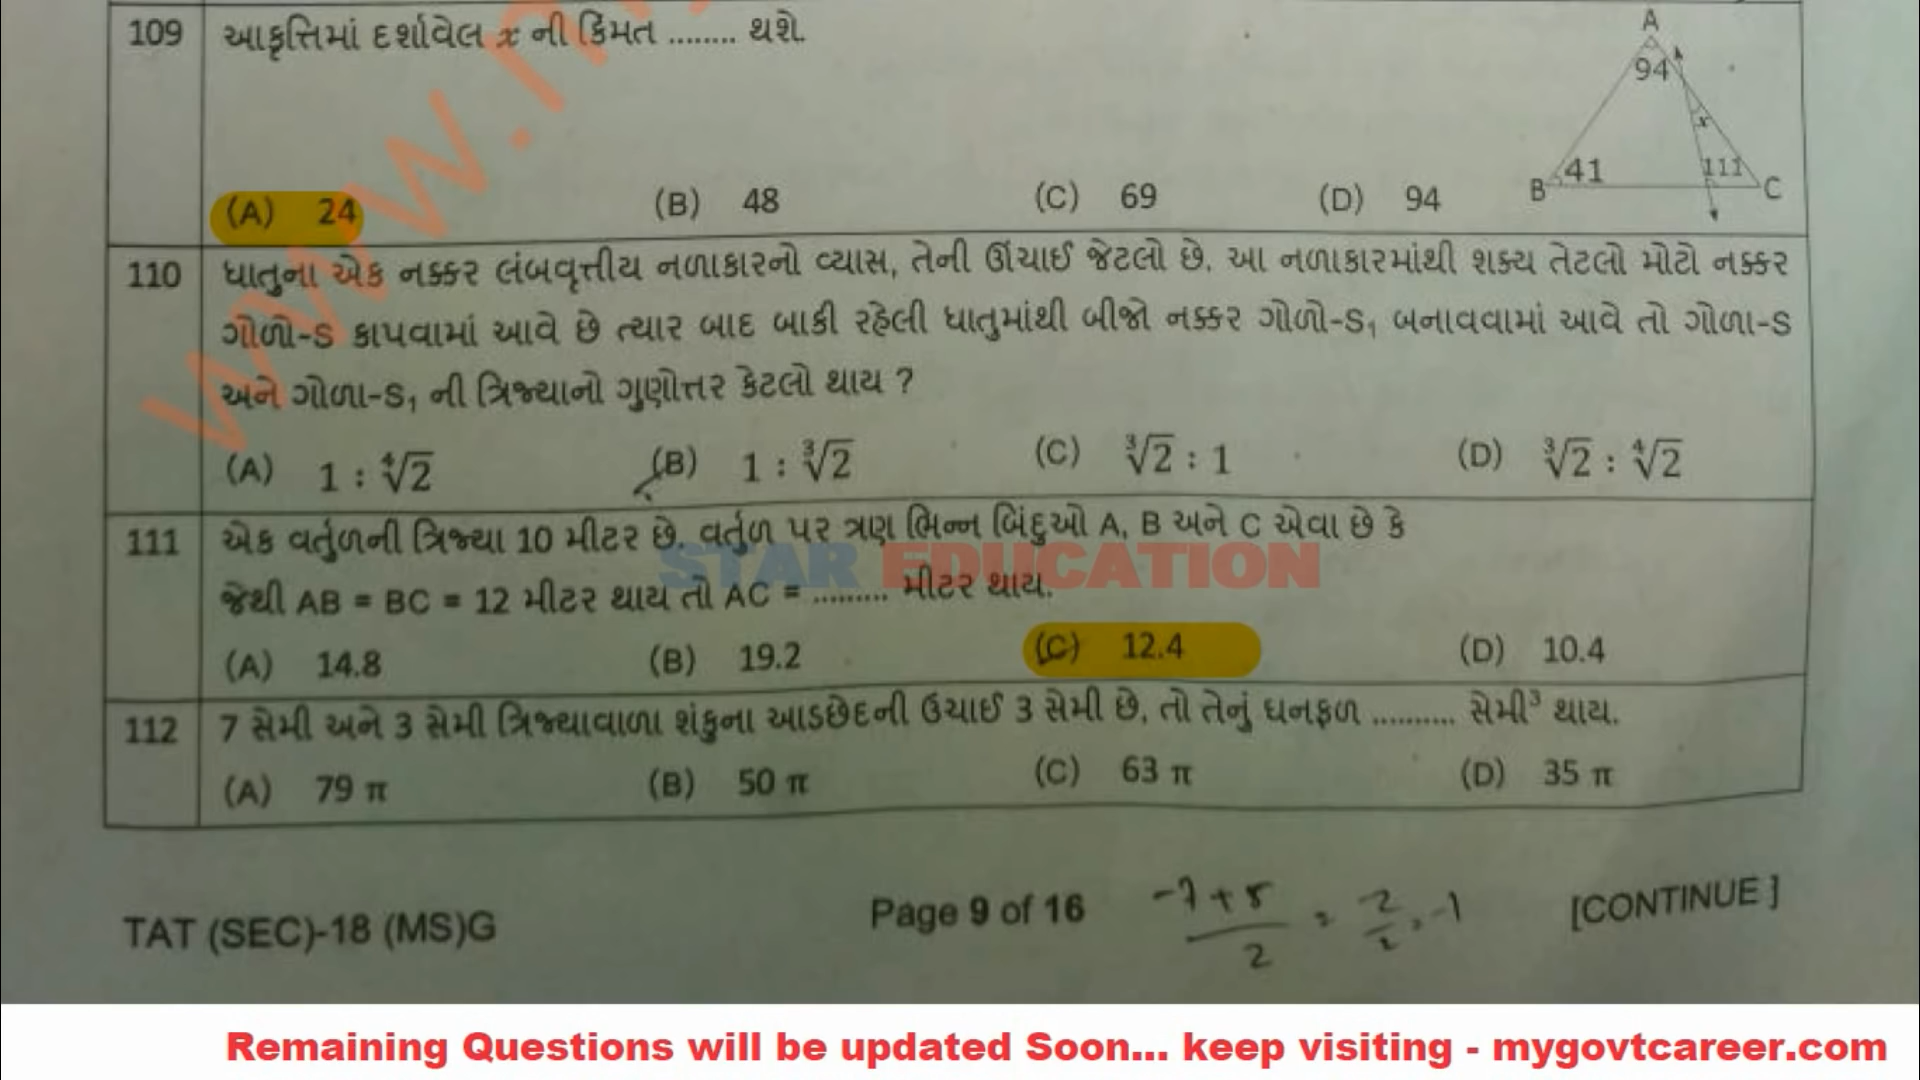 109 આકૃત્તિમાં દર્શાવેલ x ની કિંમત ........ થશે.
A
94
x
41 111
B C
(A) 24 (B) 48 (C) 69 (D) 94
110 ધાતુના એક નક્કર લંબવૃત્તીય નળાકારનો વ્યાસ, તેની ઊંચાઈ જેટલો છે. આ નળાકારમાંથી શક્ય તેટલો મોટો નક્કર
ગોળો-S કાપવામાં આવે છે ત્યાર બાદ બાકી રહેલી ધાતુમાંથી બીજો નક્કર ગોળો-S₁ બનાવવામાં આવે તો ગોળા-S
અને ગોળા-S₁ ની ત્રિજ્યાનો ગુણોત્તર કેટલો થાય ?
(A) 1 : ∜2 (B) 1 : ∛2 (C) ∛2 : 1 (D) ∛2 : ∜2
111 એક વર્તુળની ત્રિજ્યા 10 મીટર છે. વર્તુળ પર ત્રણ ભિન્ન બિંદુઓ A, B અને C એવા છે કે
STAR EDUCATION
જેથી AB = BC = 12 મીટર થાય તો AC = ......... મીટર થાય.
(A) 14.8 (B) 19.2 (C) 12.4 (D) 10.4
112 7 સેમી અને 3 સેમી ત્રિજ્યાવાળા શંકુના આડછેદની ઉંચાઈ 3 સેમી છે, તો તેનું ઘનફળ .......... સેમી³ થાય.
(A) 79 π (B) 50 π (C) 63 π (D) 35 π
TAT (SEC)-18 (MS)G Page 9 of 16 [CONTINUE ]
Remaining Questions will be updated Soon... keep visiting - mygovtcareer.com